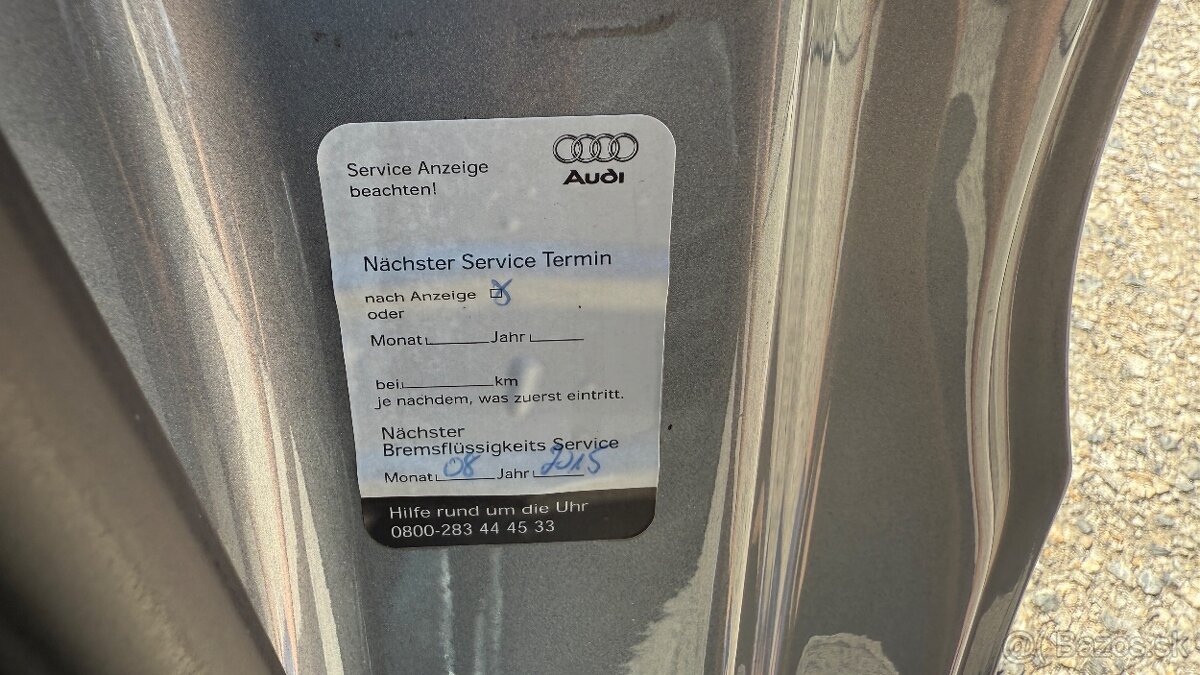 Service Anzeige
beachten!
Audi
Nächster Service Termin
nach Anzeige
oder
Monat Jahr
bei km
je nachdem, was zuerst eintritt.
Nächster
Bremsflüssigkeits Service
Monat 08 Jahr 2015
Hilfe rund um die Uhr
0800-283 44 45 33
Bazos.sk